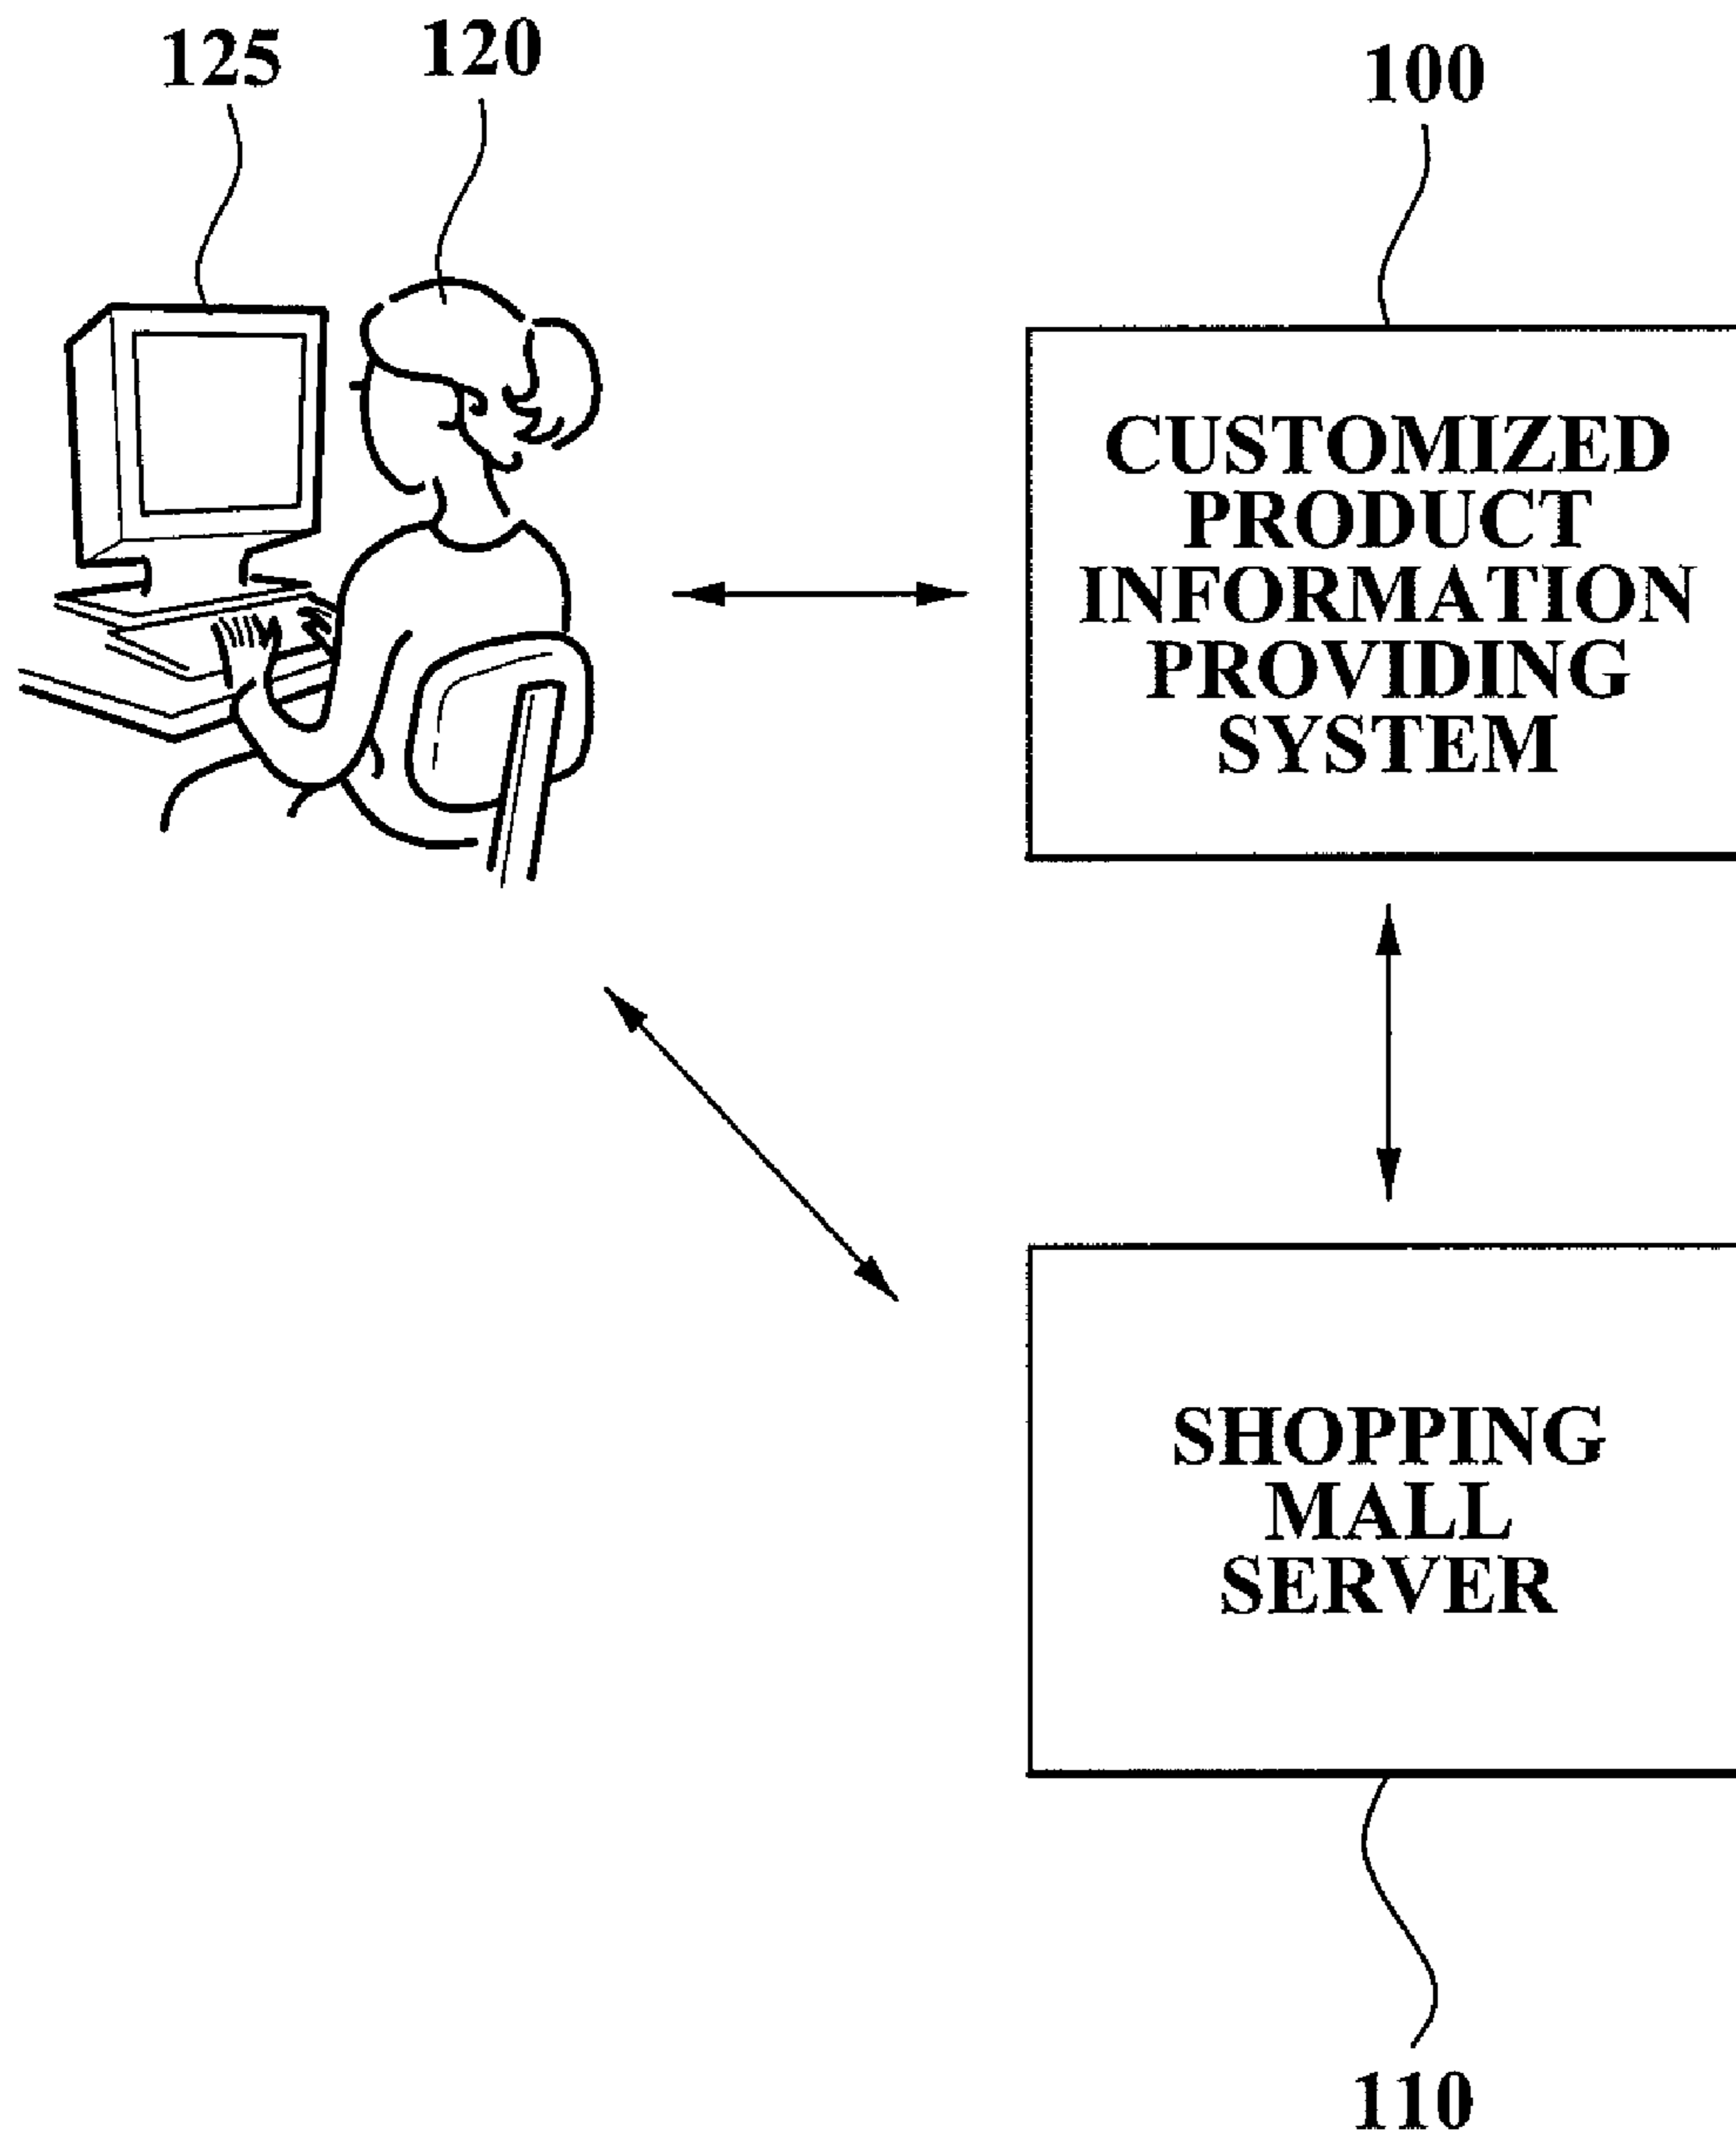 125
120
100
CUSTOMIZED
PRODUCT
INFORMATION
PROVIDING
SYSTEM
SHOPPING
MALL
SERVER
110